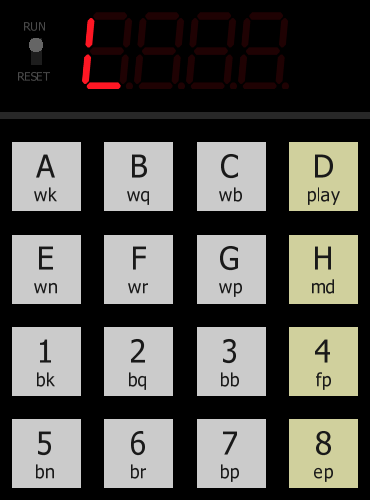 RUN
L
RESET
A B C D
wk wq wb play
E F G H
wn wr wp md
1 2 3 4
bk bq bb fp
5 6 7 8
bn br bp ep